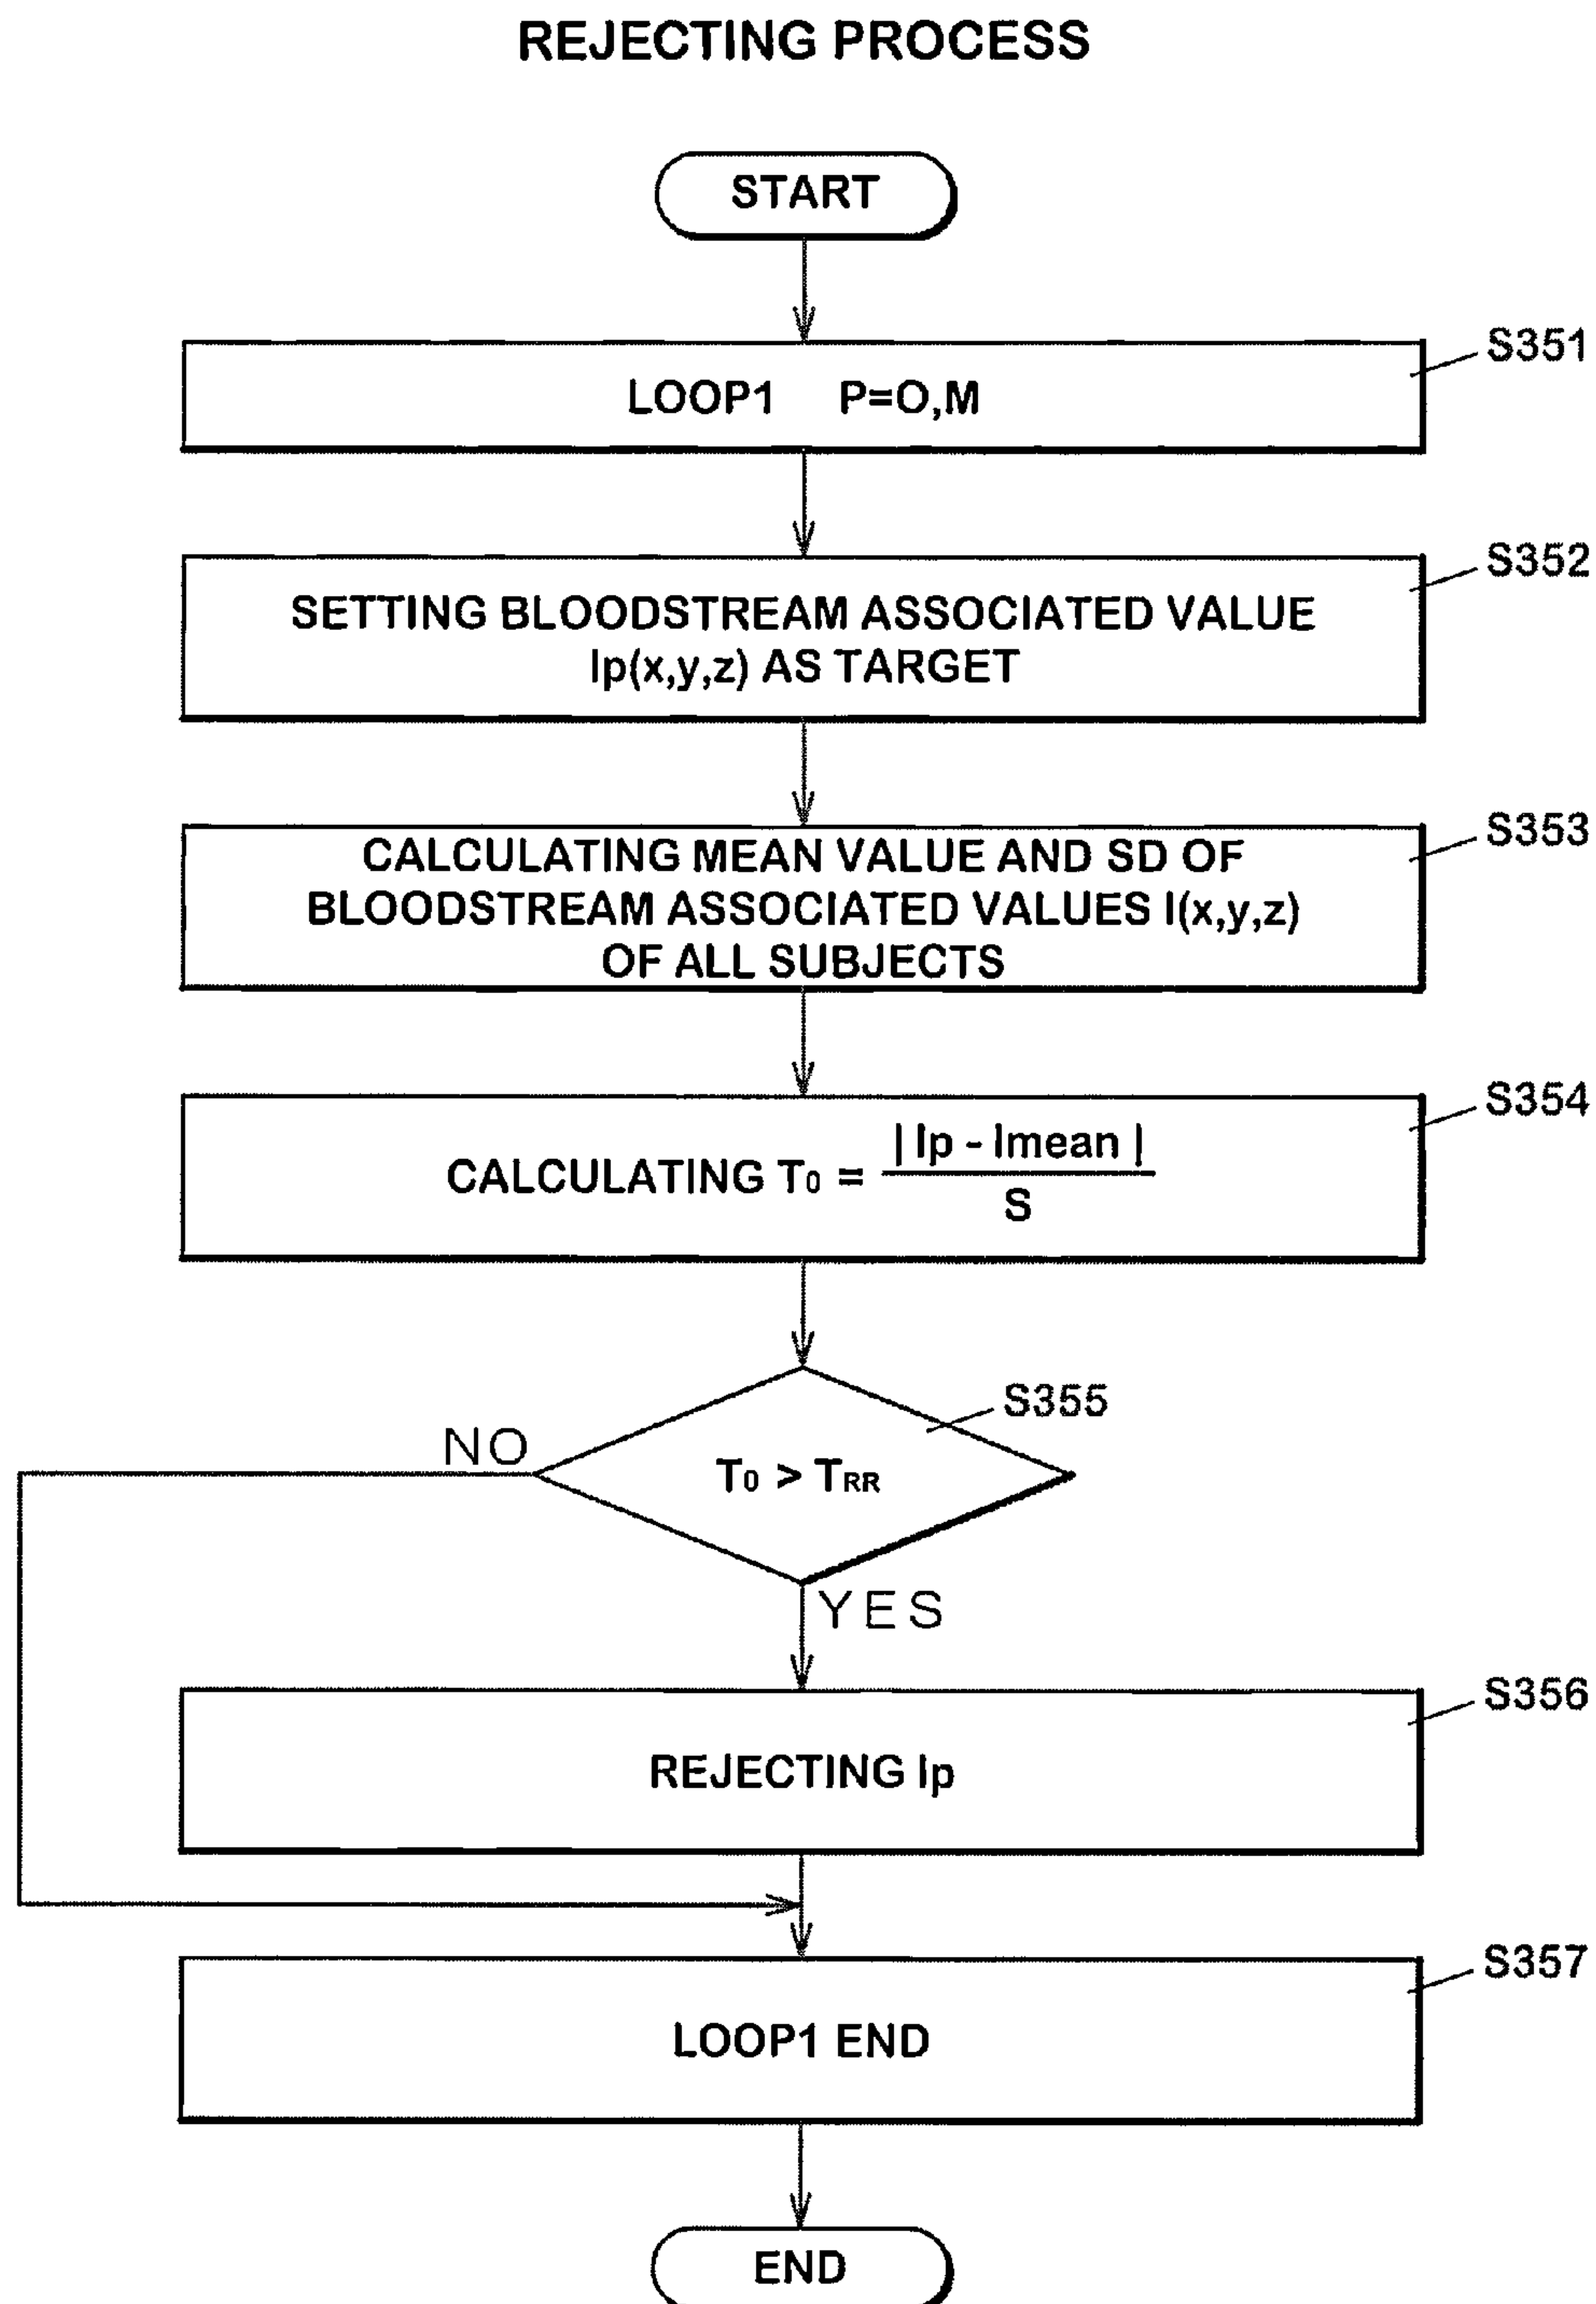 REJECTING PROCESS
START
S351
LOOP1 P=O,M
S352
SETTING BLOODSTREAM ASSOCIATED VALUE
Ip(x,y,z) AS TARGET
S353
CALCULATING MEAN VALUE AND SD OF
BLOODSTREAM ASSOCIATED VALUES I(x,y,z)
OF ALL SUBJECTS
S354
CALCULATING T0 = | Ip - Imean | / S
S355
NO
T0 > TRR
YES
S356
REJECTING Ip
S357
LOOP1 END
END